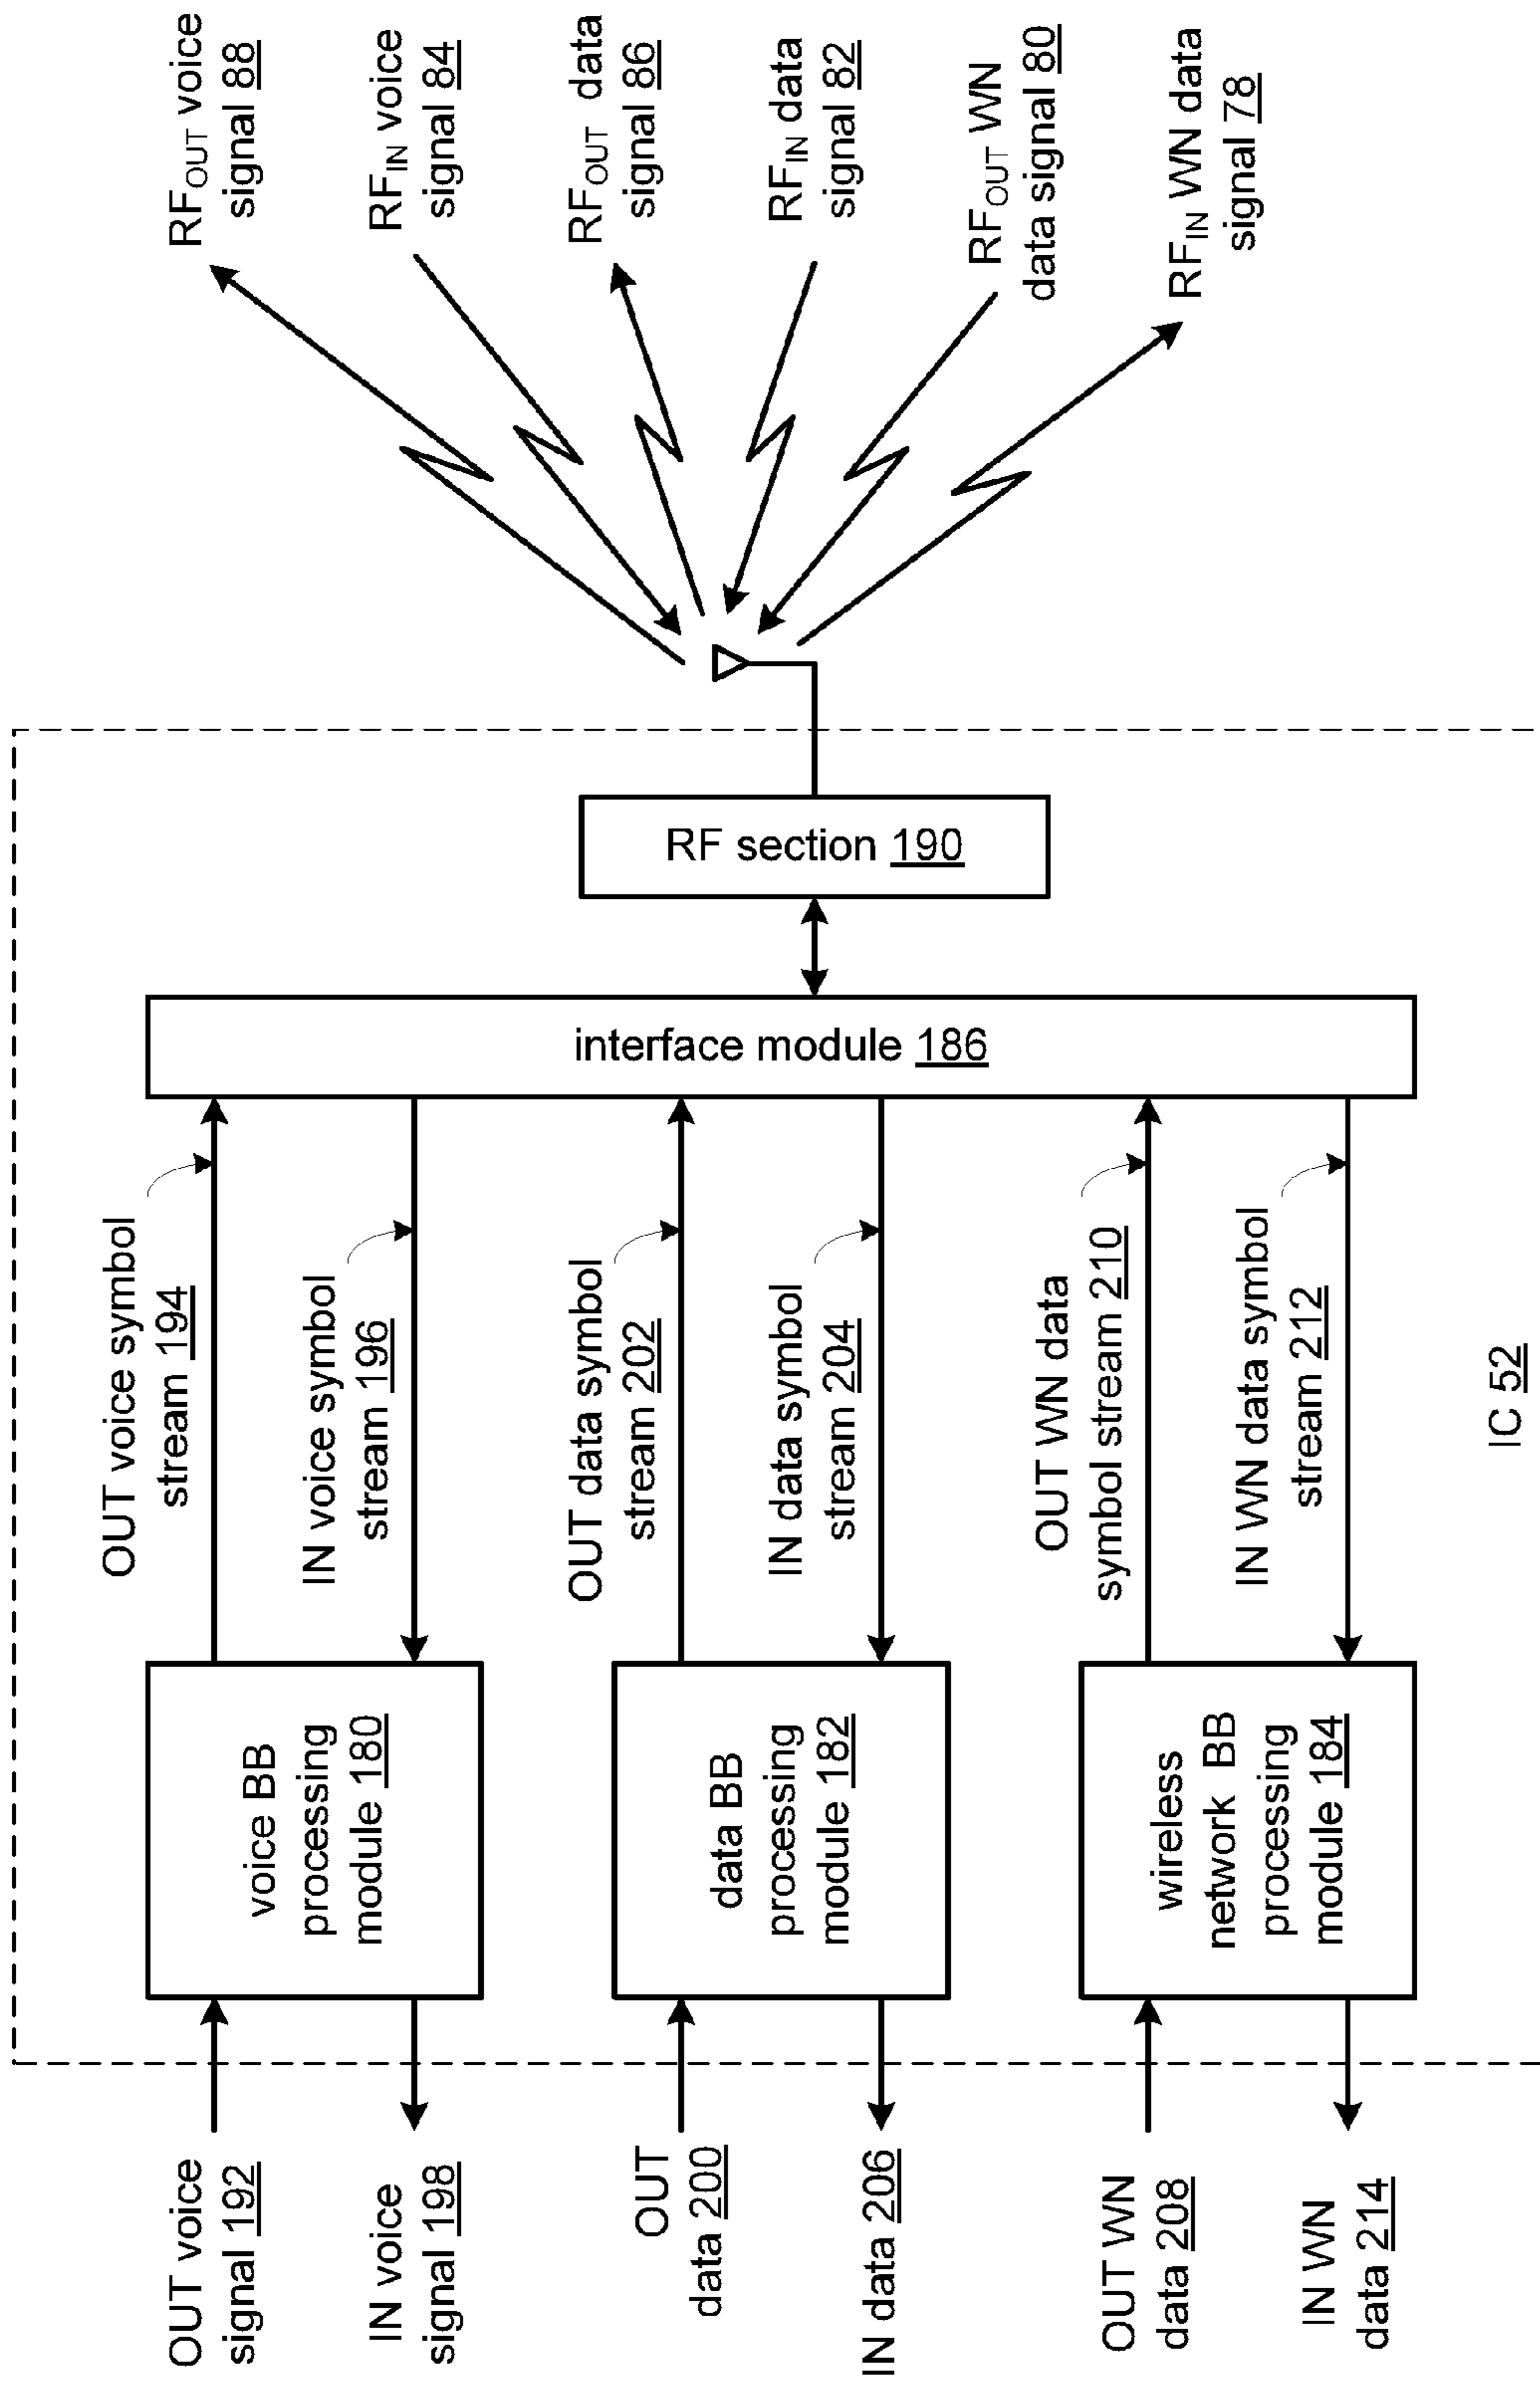 OUT voice
signal 192
IN voice
signal 198
OUT
data 200
IN data 206
OUT WN
data 208
IN WN
data 214
voice BB
processing
module 180
data BB
processing
module 182
wireless
network BB
processing
module 184
OUT voice symbol
stream 194
IN voice symbol
stream 196
OUT data symbol
stream 202
IN data symbol
stream 204
OUT WN data
symbol stream 210
IN WN data symbol
stream 212
interface module 186
RF section 190
IC 52
RFOUT voice
signal 88
RFIN voice
signal 84
RFOUT data
signal 86
RFIN data
signal 82
RFOUT WN
data signal 80
RFIN WN data
signal 78